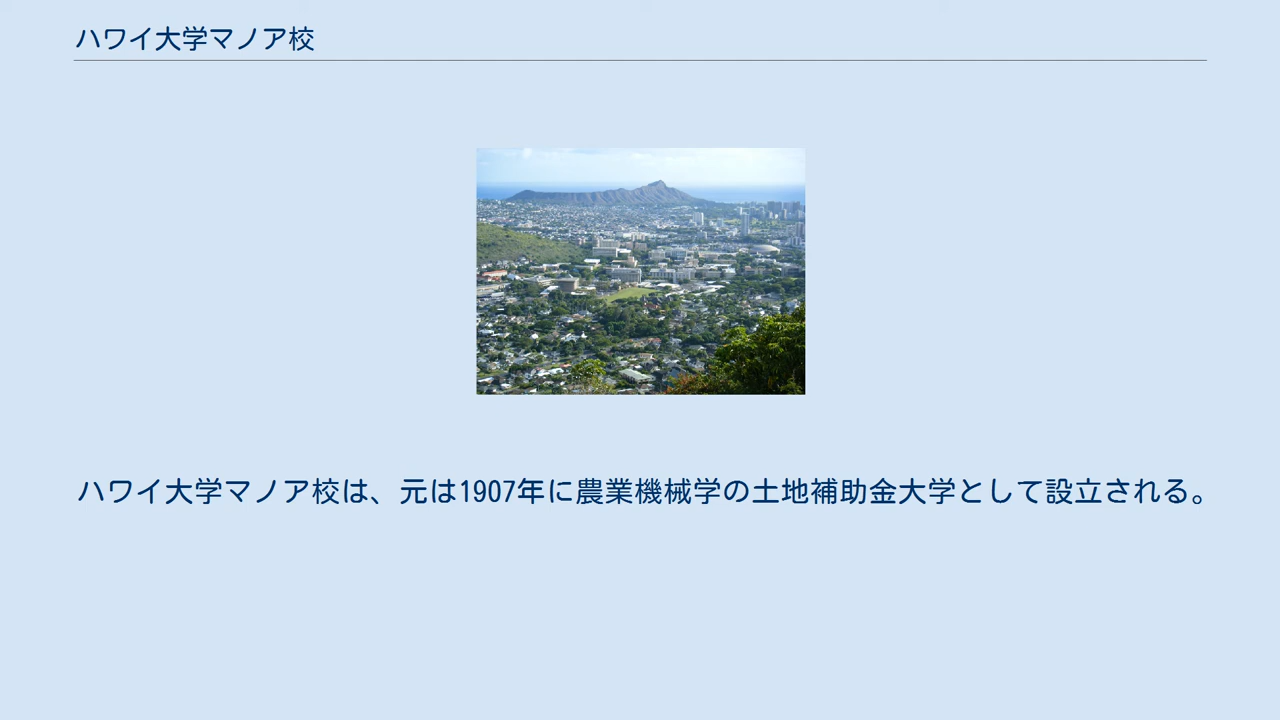 ハワイ大学マノア校
ハワイ大学マノア校は、元は1907年に農業機械学の土地補助金大学として設立される。